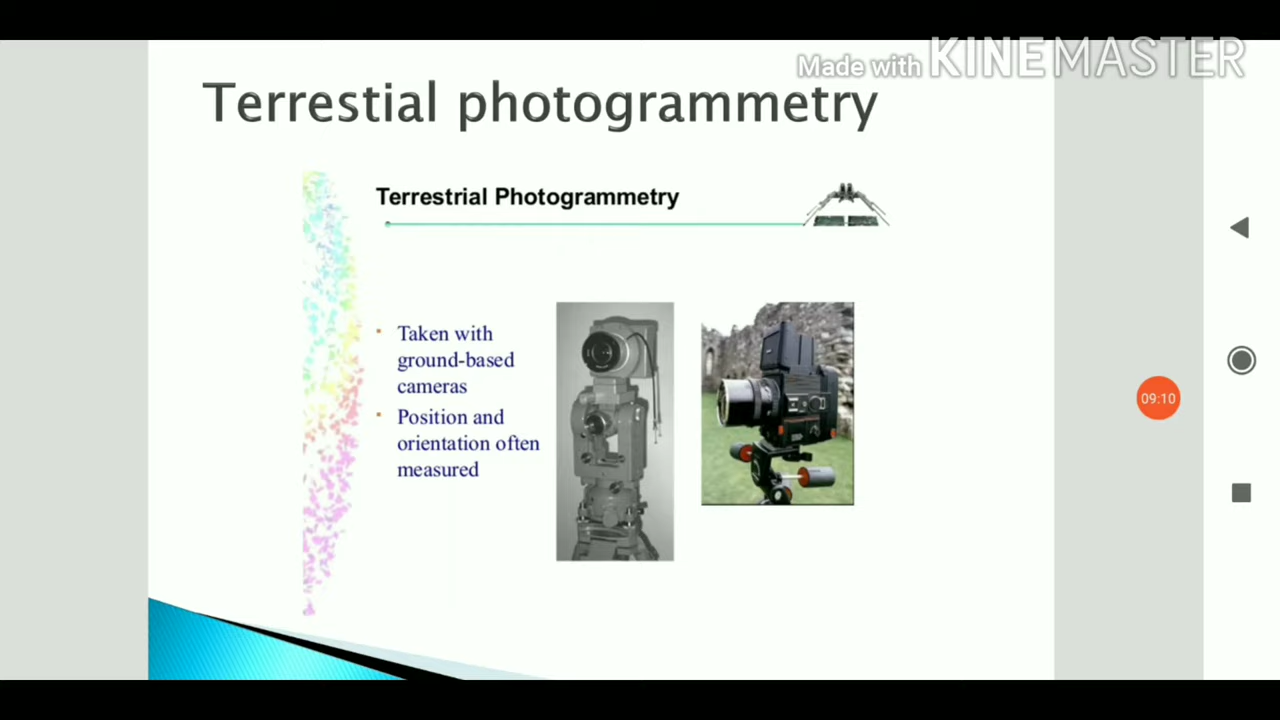 Made with KINEMASTER
Terrestial photogrammetry
Terrestrial Photogrammetry
Taken with
ground-based
cameras
Position and
orientation often
measured
09:10